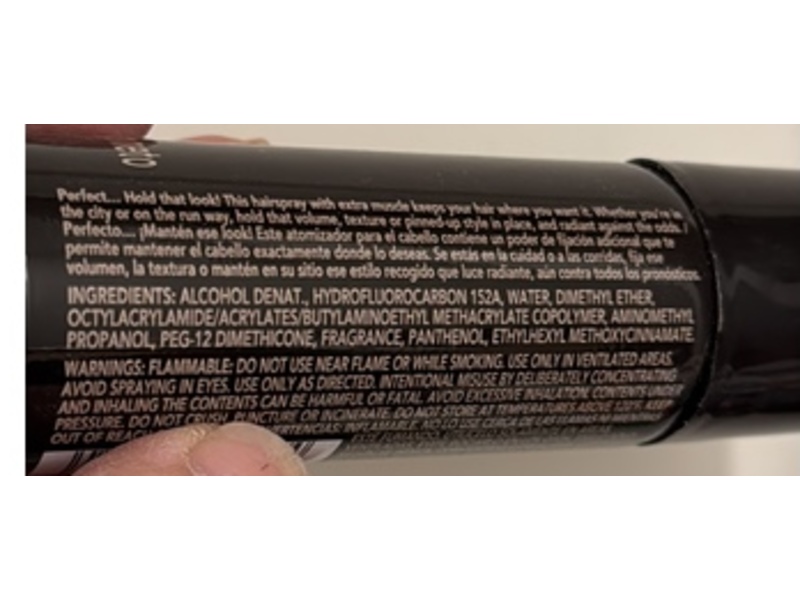 Perfect.... Hold that look! This hairspray with extra muscle keeps your hair where you want it. Whether you're in
the city or on the run way, hold that volume, texture or pinned-up style in place, and radiant against the odds. !
Perfecto.... ¡Mantén ese look! Este atomizador para el cabello contiene un poder de fijación adicional que te
permite mantener el cabello exactamente donde lo deseas. Se estás en la cuidad o a las corridas, fija ese
volumen, la textura o mantén en su sitio ese estilo recogido que luce radiante, aún contra todos los pronósticos.
INGREDIENTS: ALCOHOL DENAT., HYDROFLUOROCARBON 152A, WATER, DIMETHYL ETHER,
OCTYLACRYLAMIDE/ACRYLATES/BUTYLAMINOETHYL METHACRYLATE COPOLYMER, AMINOMETHYL
PROPANOL, PEG-12 DIMETHICONE, FRAGRANCE, PANTHENOL, ETHYLHEXYL METHOXYCINNAMATE
WARNINGS: FLAMMABLE: DO NOT USE NEAR FLAME OR WHILE SMOKING. USE ONLY IN VENTILATED AREAS.
AVOID SPRAYING IN EYES. USE ONLY AS DIRECTED. INTENTIONAL MISUSE BY DELIBERATELY CONCENTRATING
AND INHALING THE CONTENTS CAN BE HARMFUL OR FATAL. AVOID EXCESSIVE INHALATION. CONTENTS UNDER
PRESSURE. DO NOT CRUSH, PUNCTURE OR INCINERATE. DO NOT STORE AT TEMPERATURES ABOVE
OUT OF REACH INFLAMABLE. NO LO USE CERCA DE LAS LLAMAS